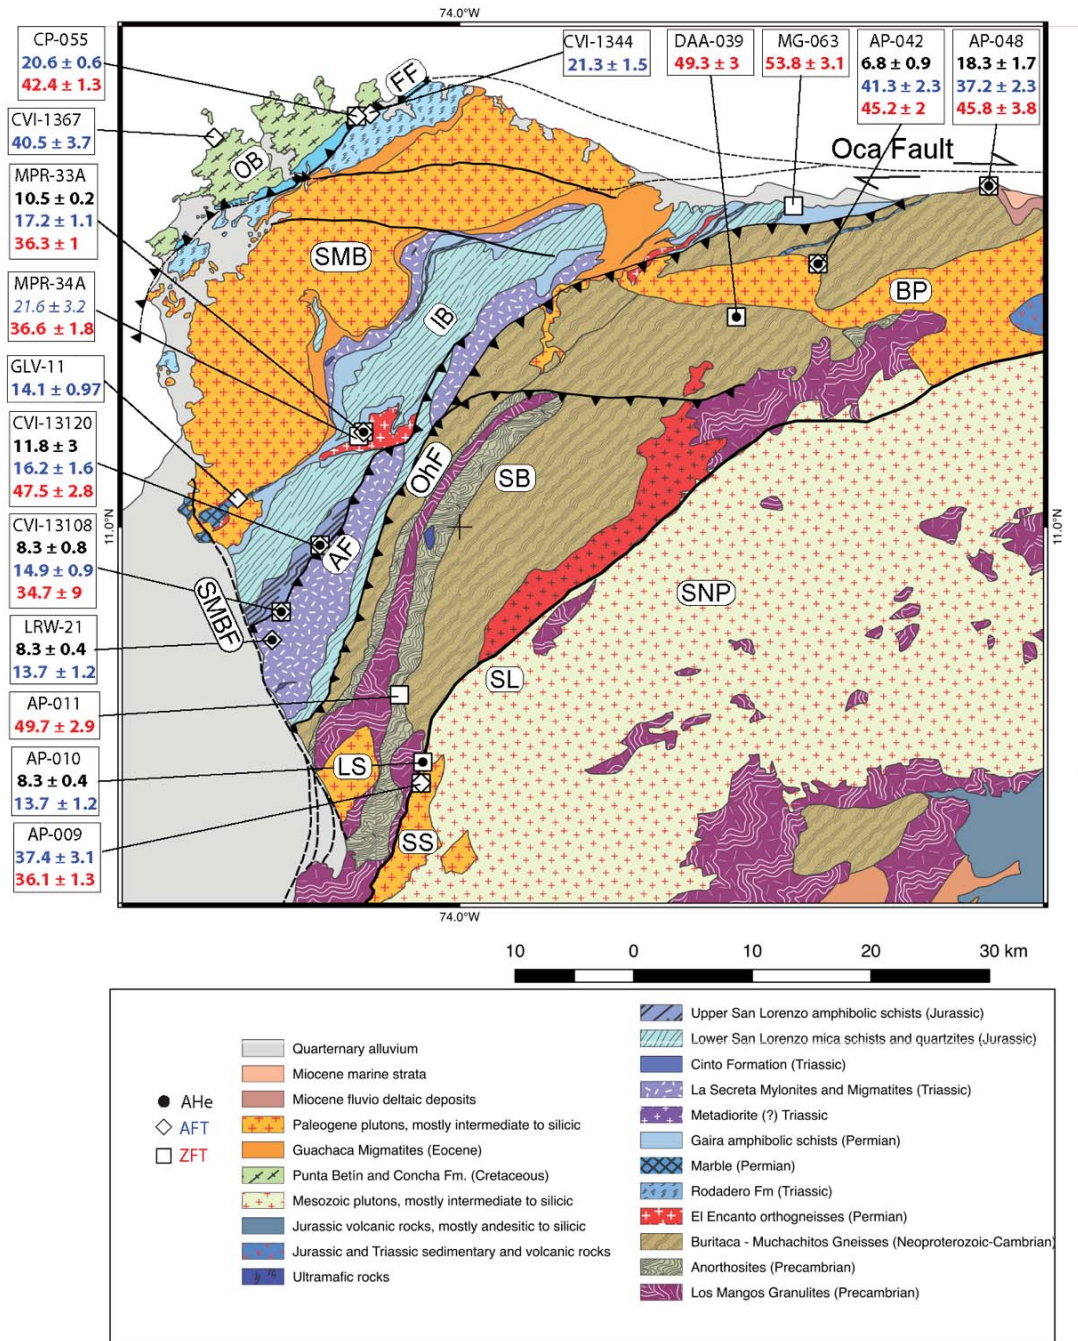 74.0°W
CP-055
20.6 ± 0.6
42.4 ± 1.3
CVI-1344
21.3 ± 1.5
DAA-039
49.3 ± 3
MG-063
53.8 ± 3.1
AP-042
6.8 ± 0.9
41.3 ± 2.3
45.2 ± 2
AP-048
18.3 ± 1.7
37.2 ± 2.3
45.8 ± 3.8
CVI-1367
40.5 ± 3.7
MPR-33A
10.5 ± 0.2
17.2 ± 1.1
36.3 ± 1
MPR-34A
21.6 ± 3.2
36.6 ± 1.8
GLV-11
14.1 ± 0.97
CVI-13120
11.8 ± 3
16.2 ± 1.6
47.5 ± 2.8
CVI-13108
8.3 ± 0.8
14.9 ± 0.9
34.7 ± 9
LRW-21
8.3 ± 0.4
13.7 ± 1.2
AP-011
49.7 ± 2.9
AP-010
8.3 ± 0.4
13.7 ± 1.2
AP-009
37.4 ± 3.1
36.1 ± 1.3
FF
OB
Oca Fault
SMB
IB
BP
OhF
SB
AF
SMBF
SNP
SL
LS
SS
11.0°N
11.0°N
74.0°W
10
0
10
20
30 km
AHe
AFT
ZFT
Quarternary alluvium
Miocene marine strata
Miocene fluvio deltaic deposits
Paleogene plutons, mostly intermediate to silicic
Guachaca Migmatites (Eocene)
Punta Betín and Concha Fm. (Cretaceous)
Mesozoic plutons, mostly intermediate to silicic
Jurassic volcanic rocks, mostly andesitic to silicic
Jurassic and Triassic sedimentary and volcanic rocks
Ultramafic rocks
Upper San Lorenzo amphibolic schists (Jurassic)
Lower San Lorenzo mica schists and quartzites (Jurassic)
Cinto Formation (Triassic)
La Secreta Mylonites and Migmatites (Triassic)
Metadiorite (?) Triassic
Gaira amphibolic schists (Permian)
Marble (Permian)
Rodadero Fm (Triassic)
El Encanto orthogneisses (Permian)
Buritaca - Muchachitos Gneisses (Neoproterozoic-Cambrian)
Anorthosites (Precambrian)
Los Mangos Granulites (Precambrian)